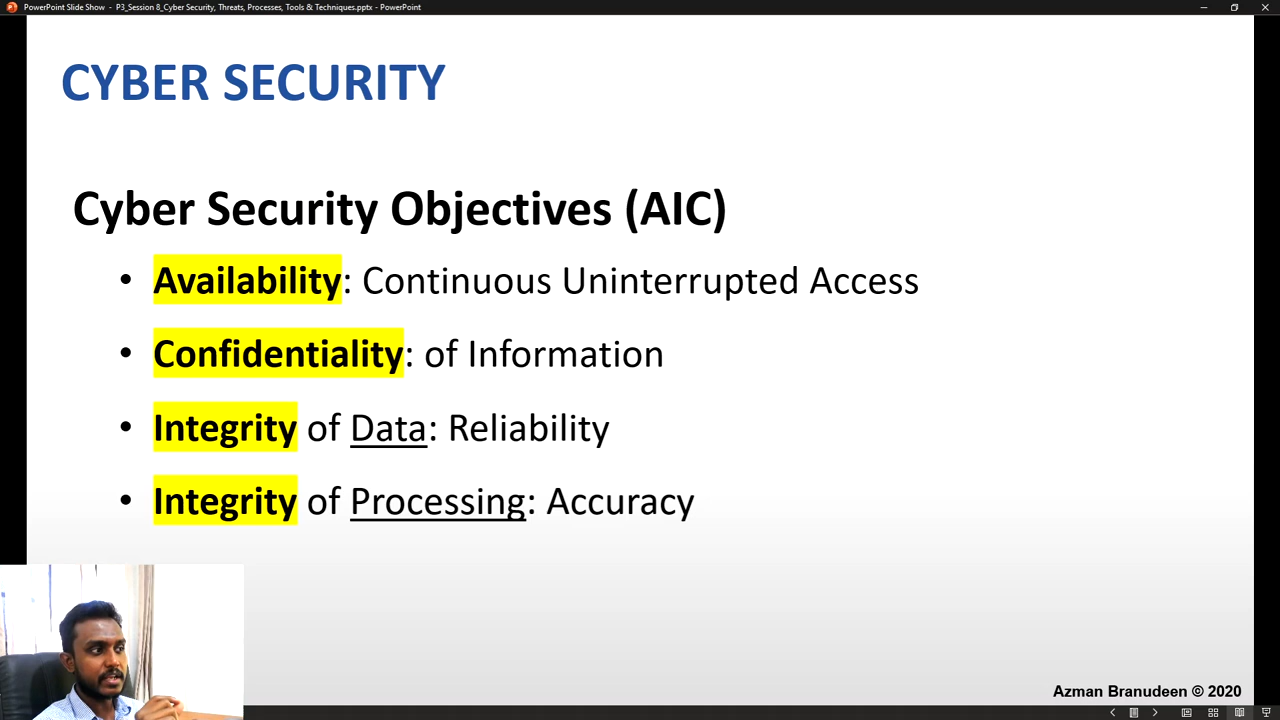 PowerPoint Slide Show - P3_Session 8_Cyber Security, Threats, Processes, Tools & Techniques.pptx - PowerPoint
CYBER SECURITY
Cyber Security Objectives (AIC)
• Availability: Continuous Uninterrupted Access
• Confidentiality: of Information
• Integrity of Data: Reliability
• Integrity of Processing: Accuracy
Azman Branudeen © 2020